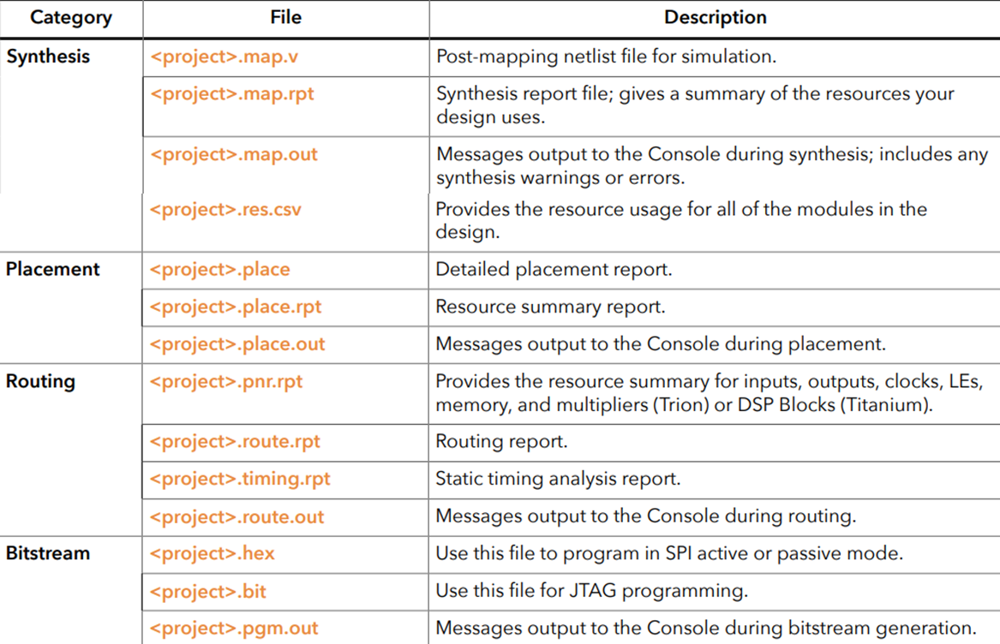 Category File Description
Synthesis <project>.map.v Post-mapping netlist file for simulation.
<project>.map.rpt Synthesis report file; gives a summary of the resources your
design uses.
<project>.map.out Messages output to the Console during synthesis; includes any
synthesis warnings or errors.
<project>.res.csv Provides the resource usage for all of the modules in the
design.
Placement <project>.place Detailed placement report.
<project>.place.rpt Resource summary report.
<project>.place.out Messages output to the Console during placement.
Routing <project>.pnr.rpt Provides the resource summary for inputs, outputs, clocks, LEs,
memory, and multipliers (Trion) or DSP Blocks (Titanium).
<project>.route.rpt Routing report.
<project>.timing.rpt Static timing analysis report.
<project>.route.out Messages output to the Console during routing.
Bitstream <project>.hex Use this file to program in SPI active or passive mode.
<project>.bit Use this file for JTAG programming.
<project>.pgm.out Messages output to the Console during bitstream generation.